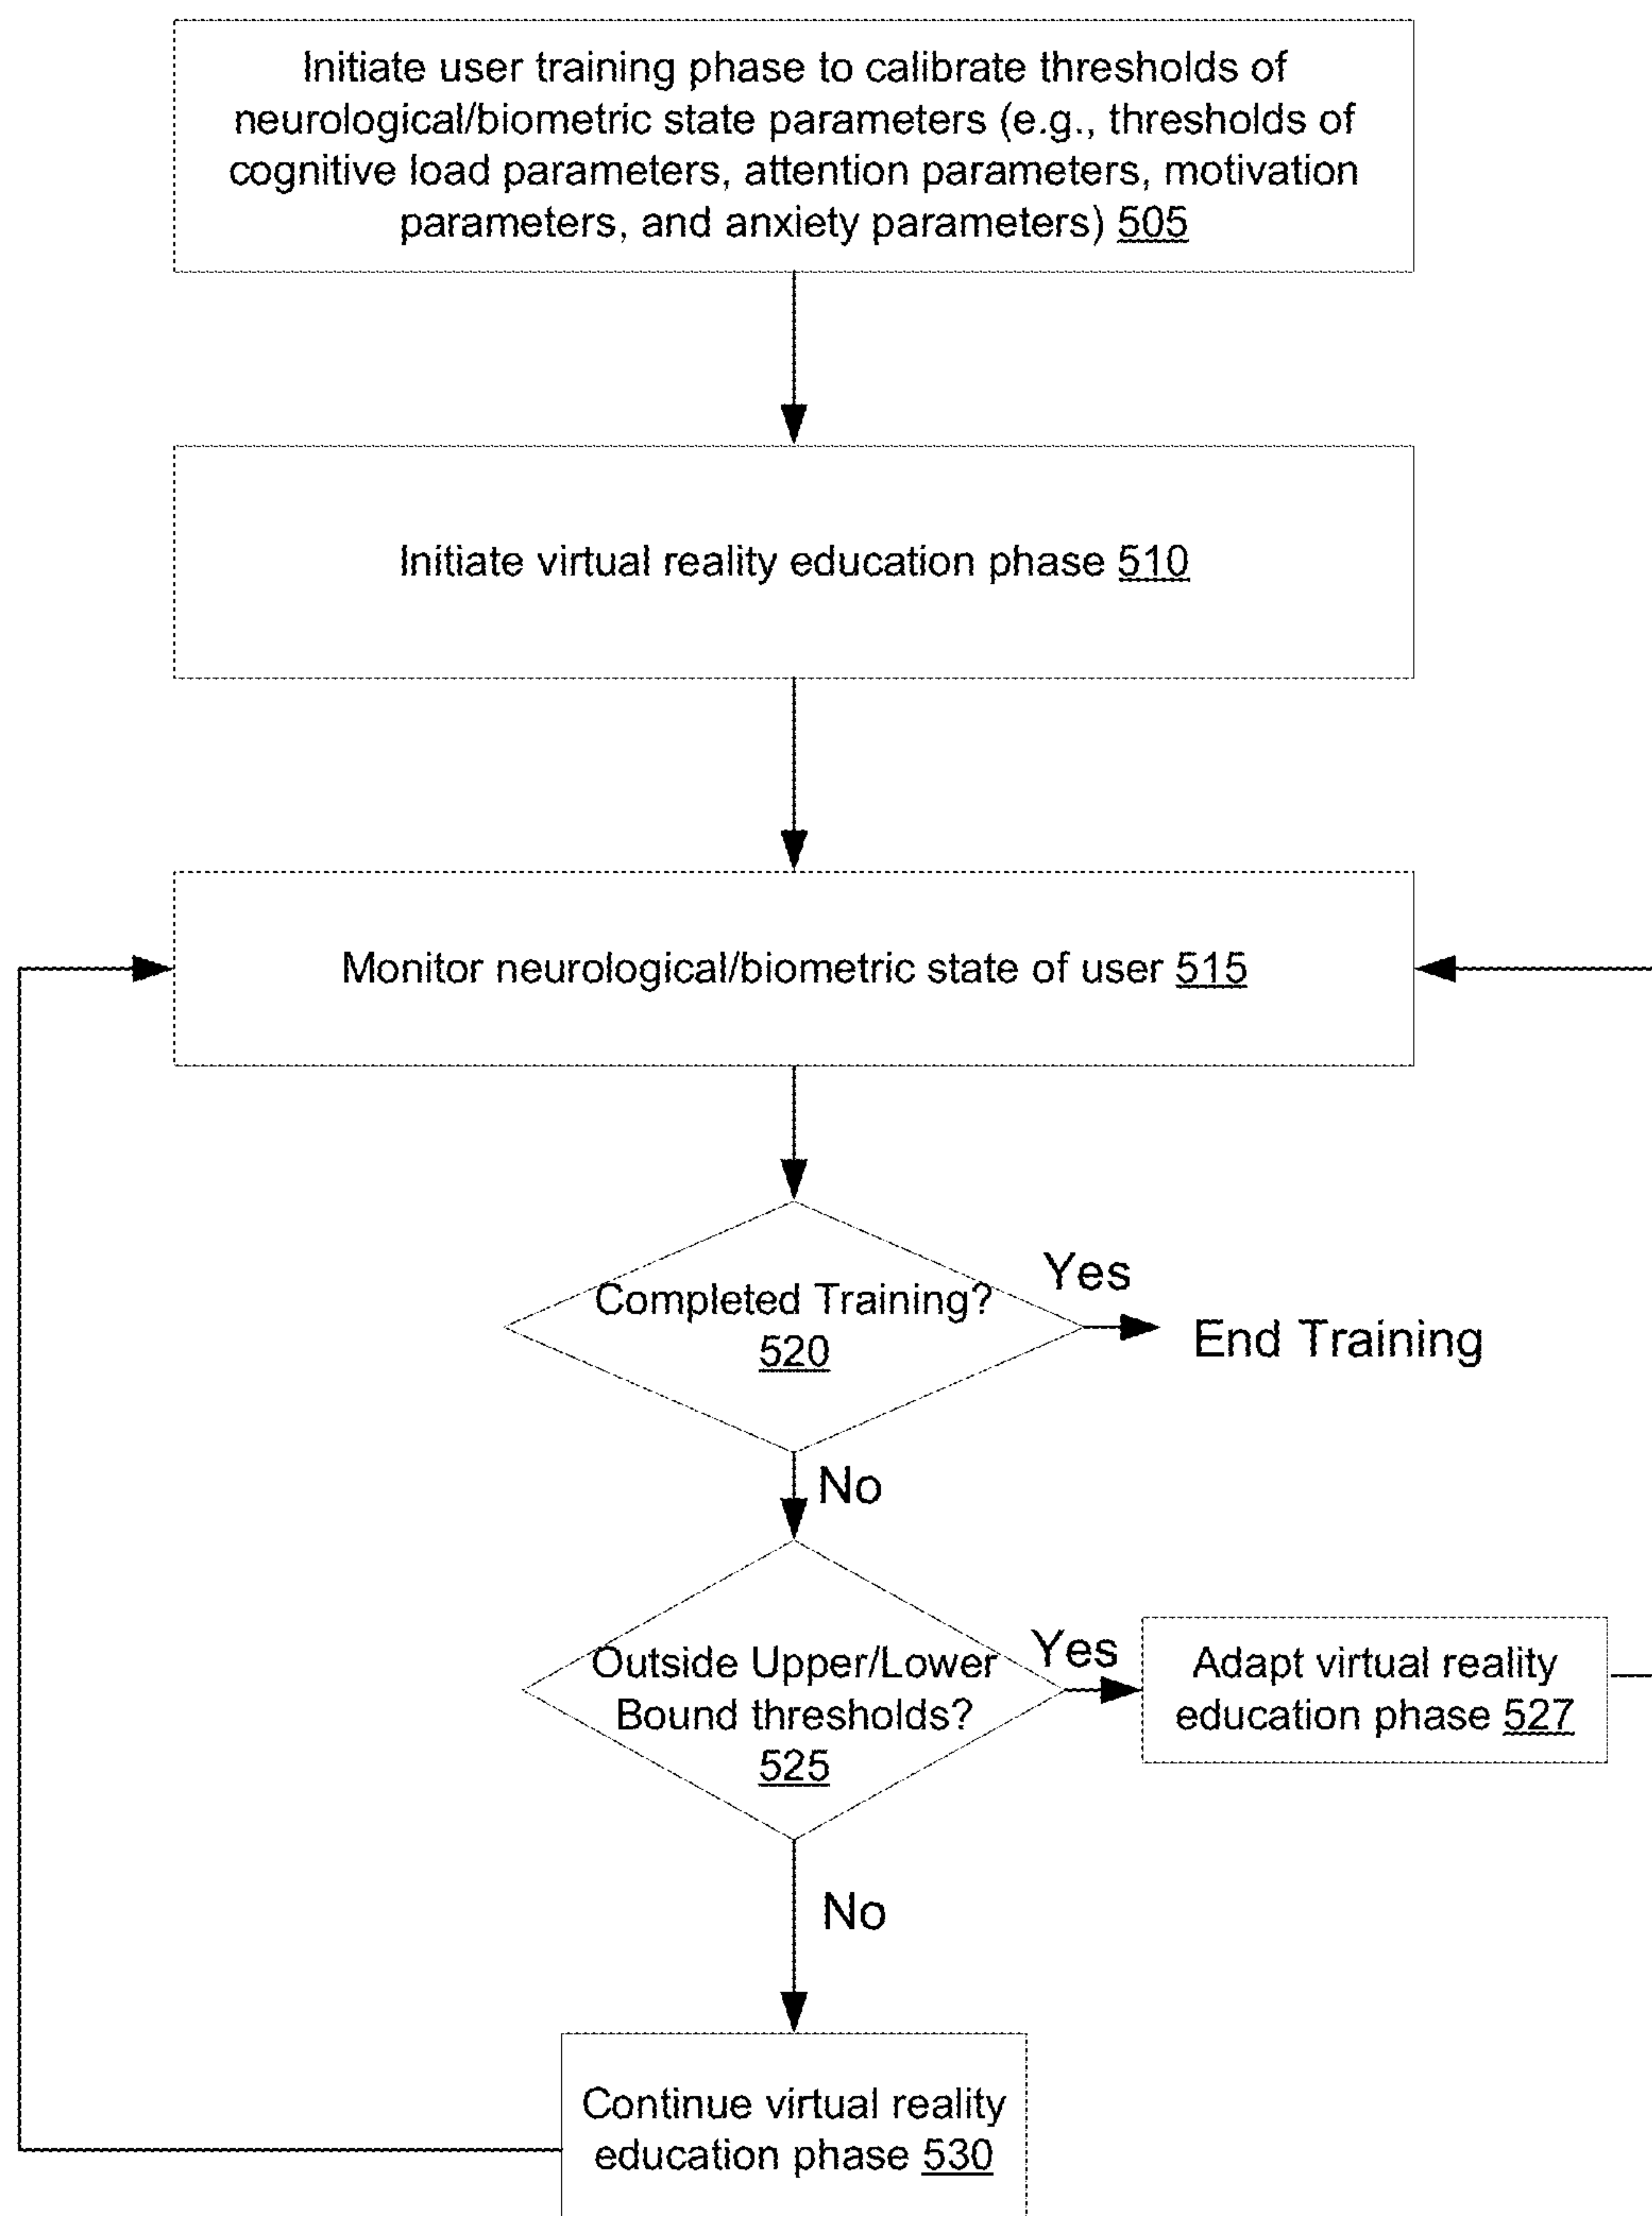 Initiate user training phase to calibrate thresholds of
neurological/biometric state parameters (e.g., thresholds of
cognitive load parameters, attention parameters, motivation
parameters, and anxiety parameters) 505
Initiate virtual reality education phase 510
Monitor neurological/biometric state of user 515
Completed Training?
520
Yes
End Training
No
Outside Upper/Lower
Bound thresholds?
525
Yes
Adapt virtual reality
education phase 527
No
Continue virtual reality
education phase 530